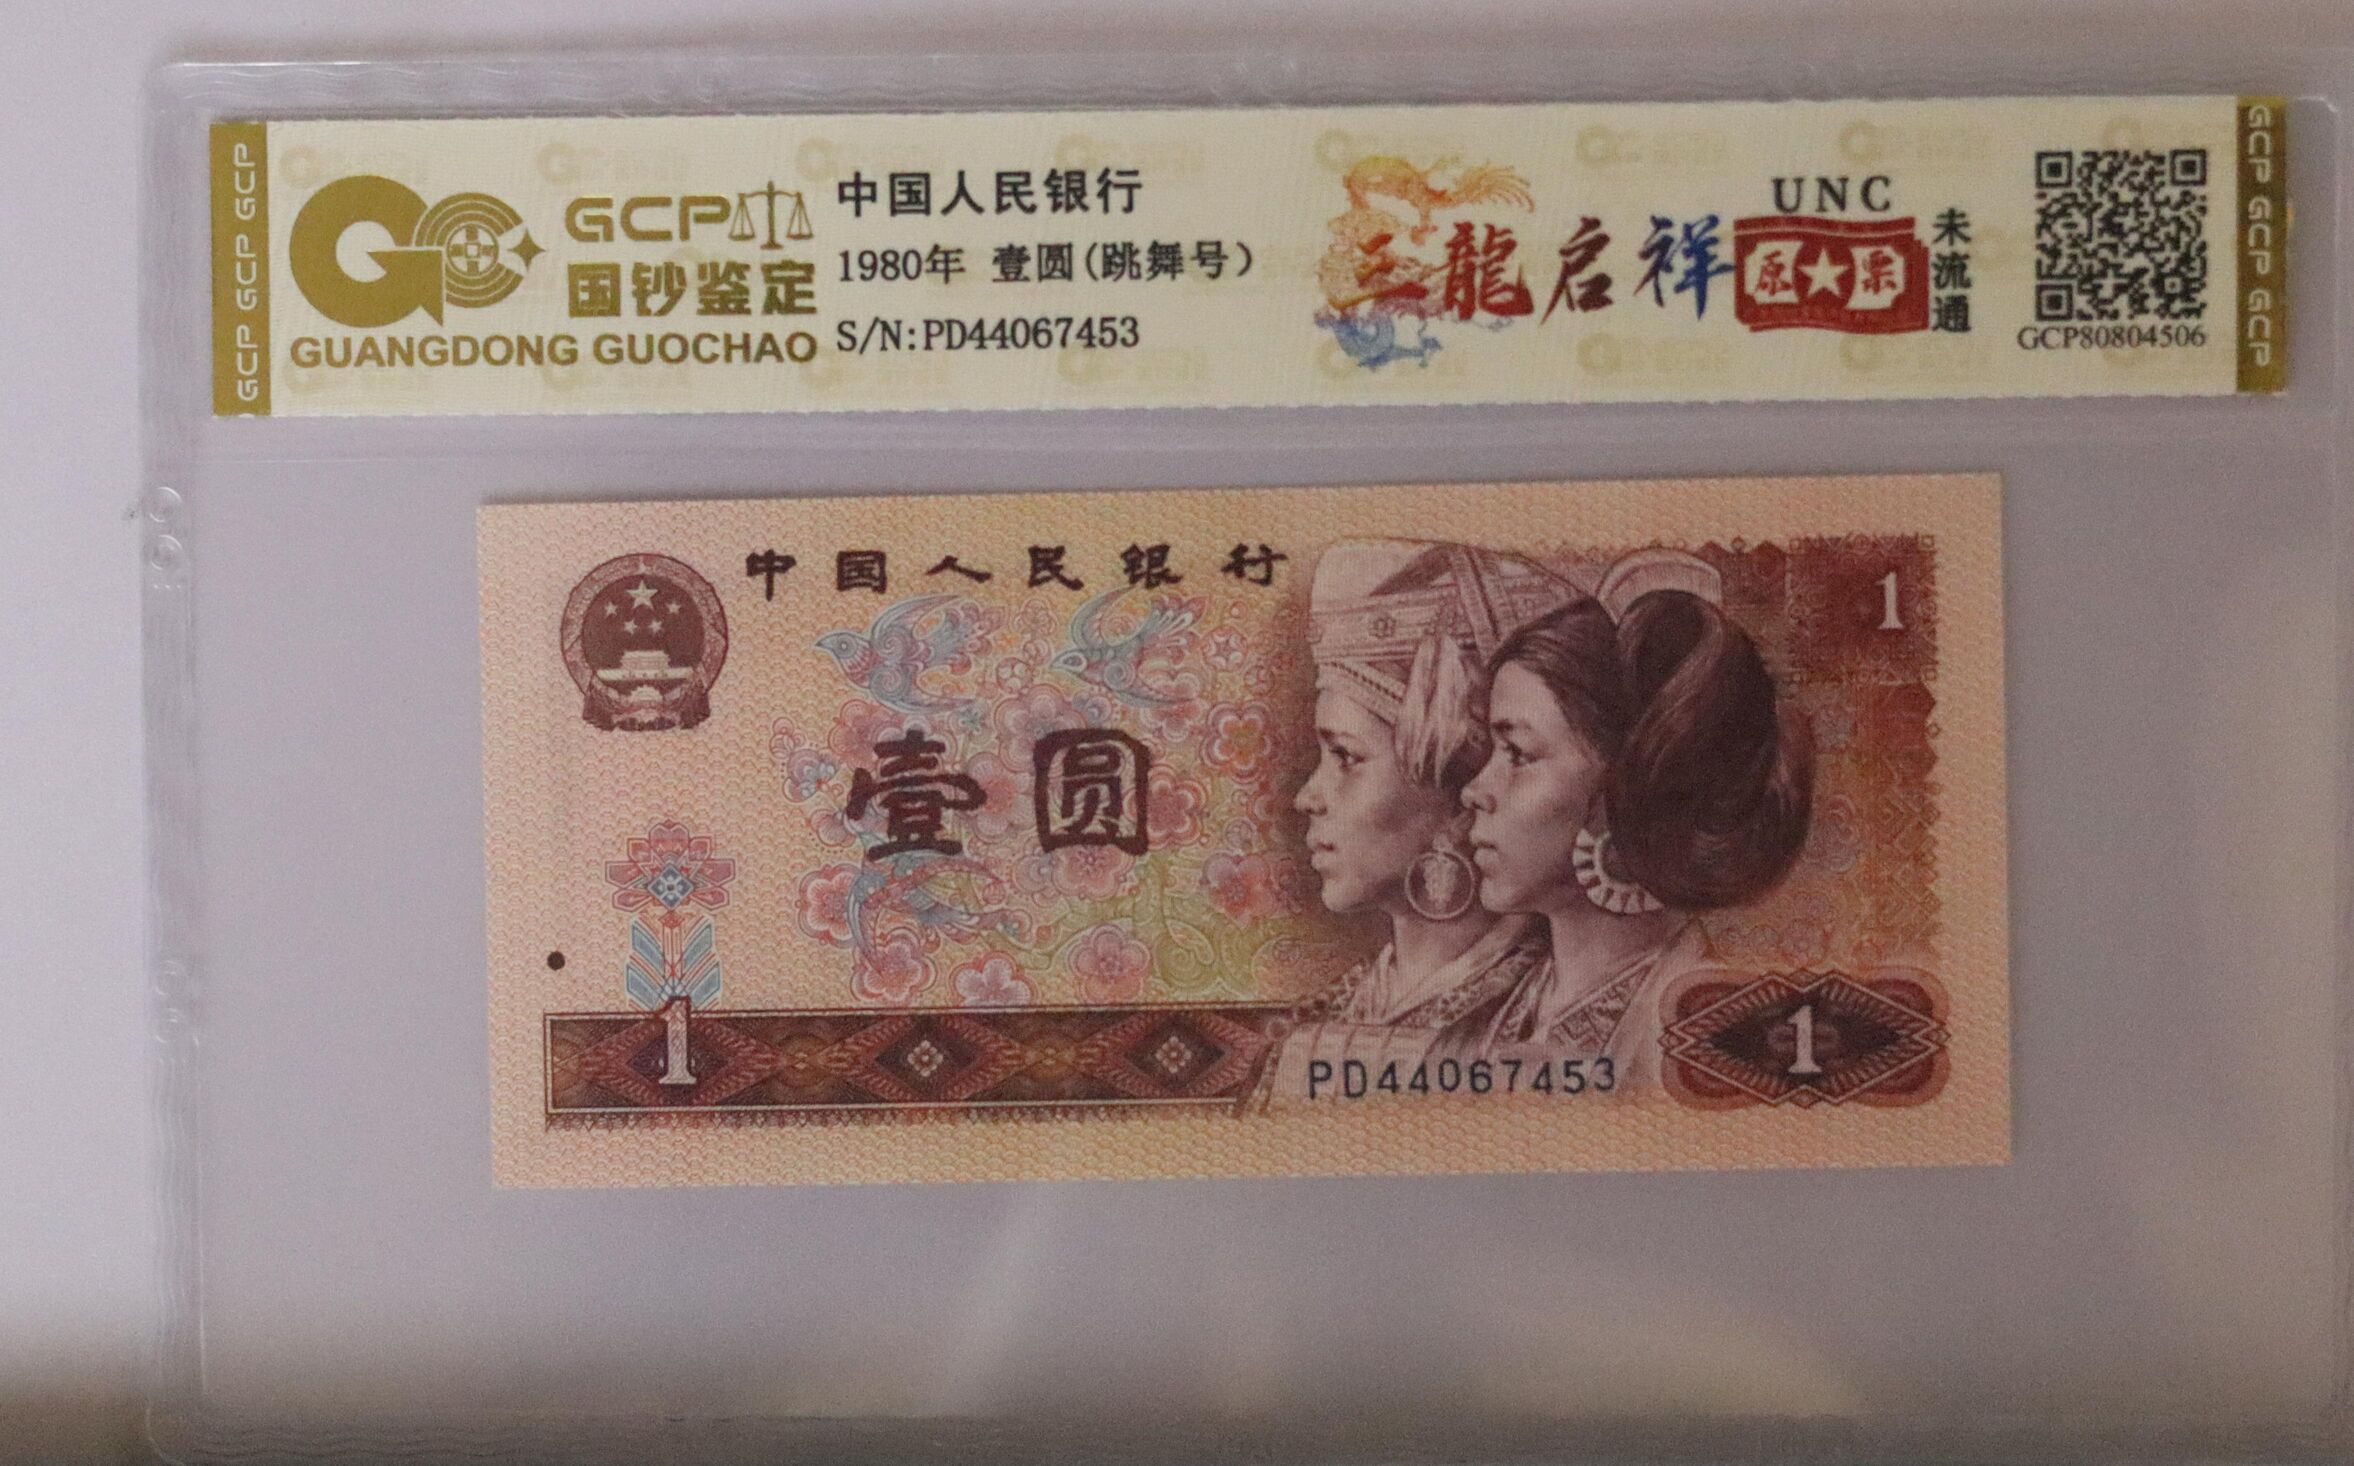 GCP GCP GCP
GCP
国钞鉴定
GUANGDONG GUOCHAO
中国人民银行
1980年 壹圆(跳舞号)
S/N:PD44067453
三龍启祥
UNC
原票
未流通
GCP80804506
GCP GCP GCP
中国人民银行
1
壹圆
1
PD44067453
1